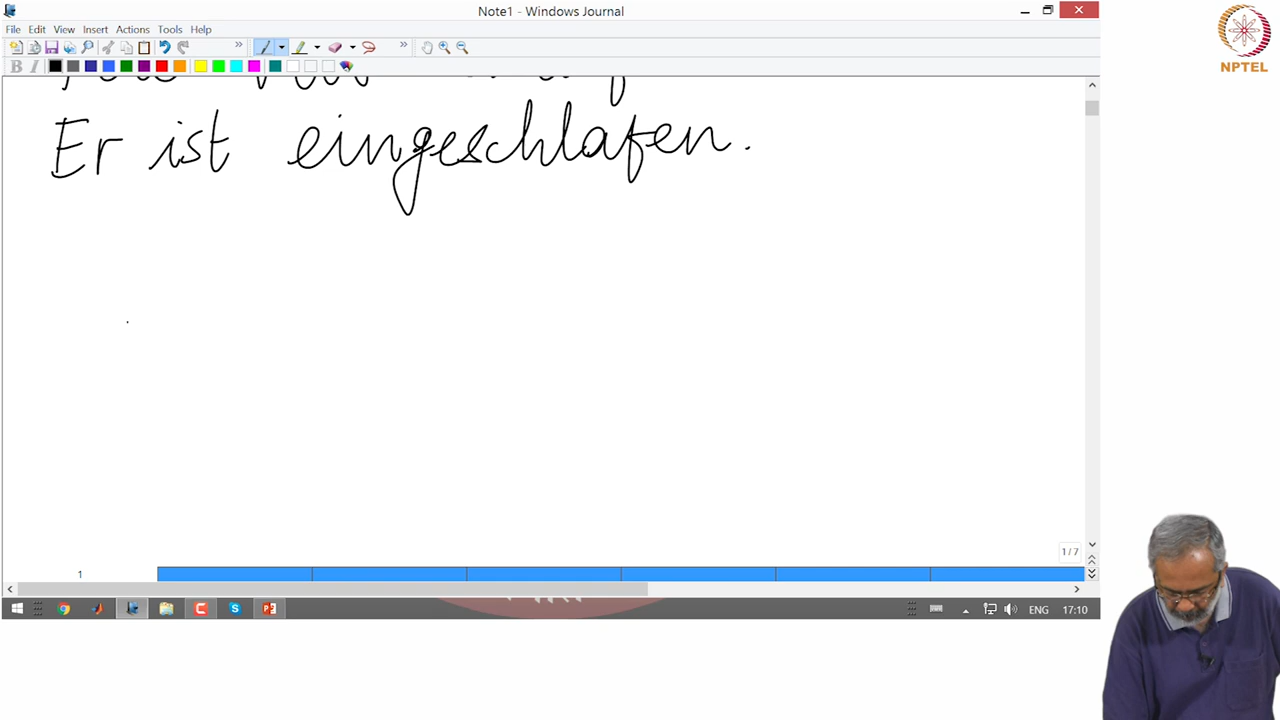 Note1 - Windows Journal
File Edit View Insert Actions Tools Help
NPTEL
Er ist eingeschlafen.
1 / 7
1
ENG 17:10